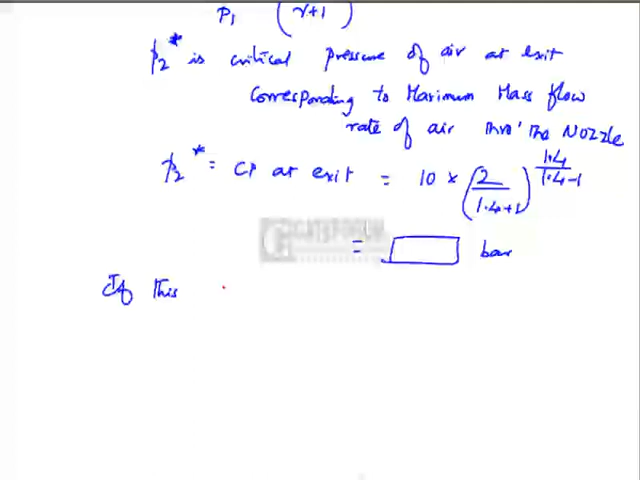 P1 (γ+1)
p2* is critical pressure of air at exit
corresponding to Maximum Mass flow
rate of air thro' the Nozzle
p2* = CP at exit = 10 × (2/1.4+1)^1.4/1.4-1
= bar
If this